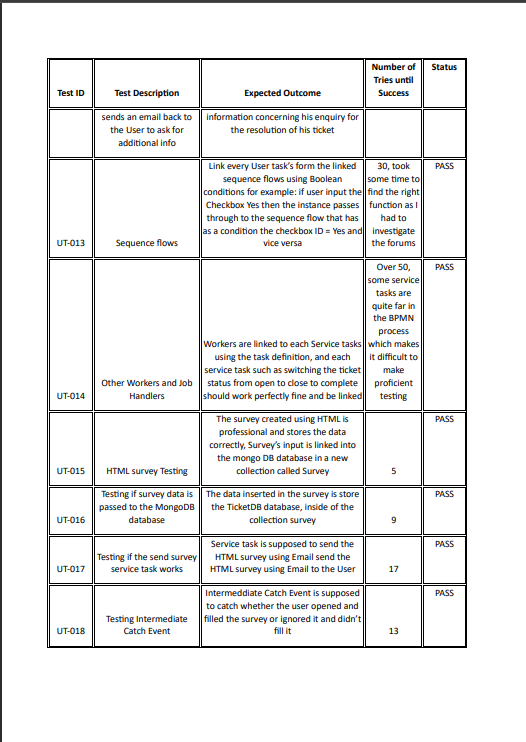 Test ID
Test Description
Expected Outcome
Number of
Tries until
Success
Status
sends an email back to
the User to ask for
additional info
information concerning his enquiry for
the resolution of his ticket
UT-013
Sequence flows
Link every User task's form the linked
sequence flows using Boolean
conditions for example: if user input the
Checkbox Yes then the instance passes
through to the sequence flow that has
as a condition the checkbox ID = Yes and
vice versa
30, took
some time to
find the right
function as I
had to
investigate
the forums
PASS
UT-014
Other Workers and Job
Handlers
Workers are linked to each Service tasks
using the task definition, and each
service task such as switching the ticket
status from open to close to complete
should work perfectly fine and be linked
Over 50,
some service
tasks are
quite far in
the BPMN
process
which makes
it difficult to
make
proficient
testing
PASS
UT-015
HTML survey Testing
The survey created using HTML is
professional and stores the data
correctly, Survey's input is linked into
the mongo DB database in a new
collection called Survey
5
PASS
UT-016
Testing if survey data is
passed to the MongoDB
database
The data inserted in the survey is store
the TicketDB database, inside of the
collection survey
9
PASS
UT-017
Testing if the send survey
service task works
Service task is supposed to send the
HTML survey using Email send the
HTML survey using Email to the User
17
PASS
UT-018
Testing Intermediate
Catch Event
Intermeddiate Catch Event is supposed
to catch whether the user opened and
filled the survey or ignored it and didn't
fill it
13
PASS